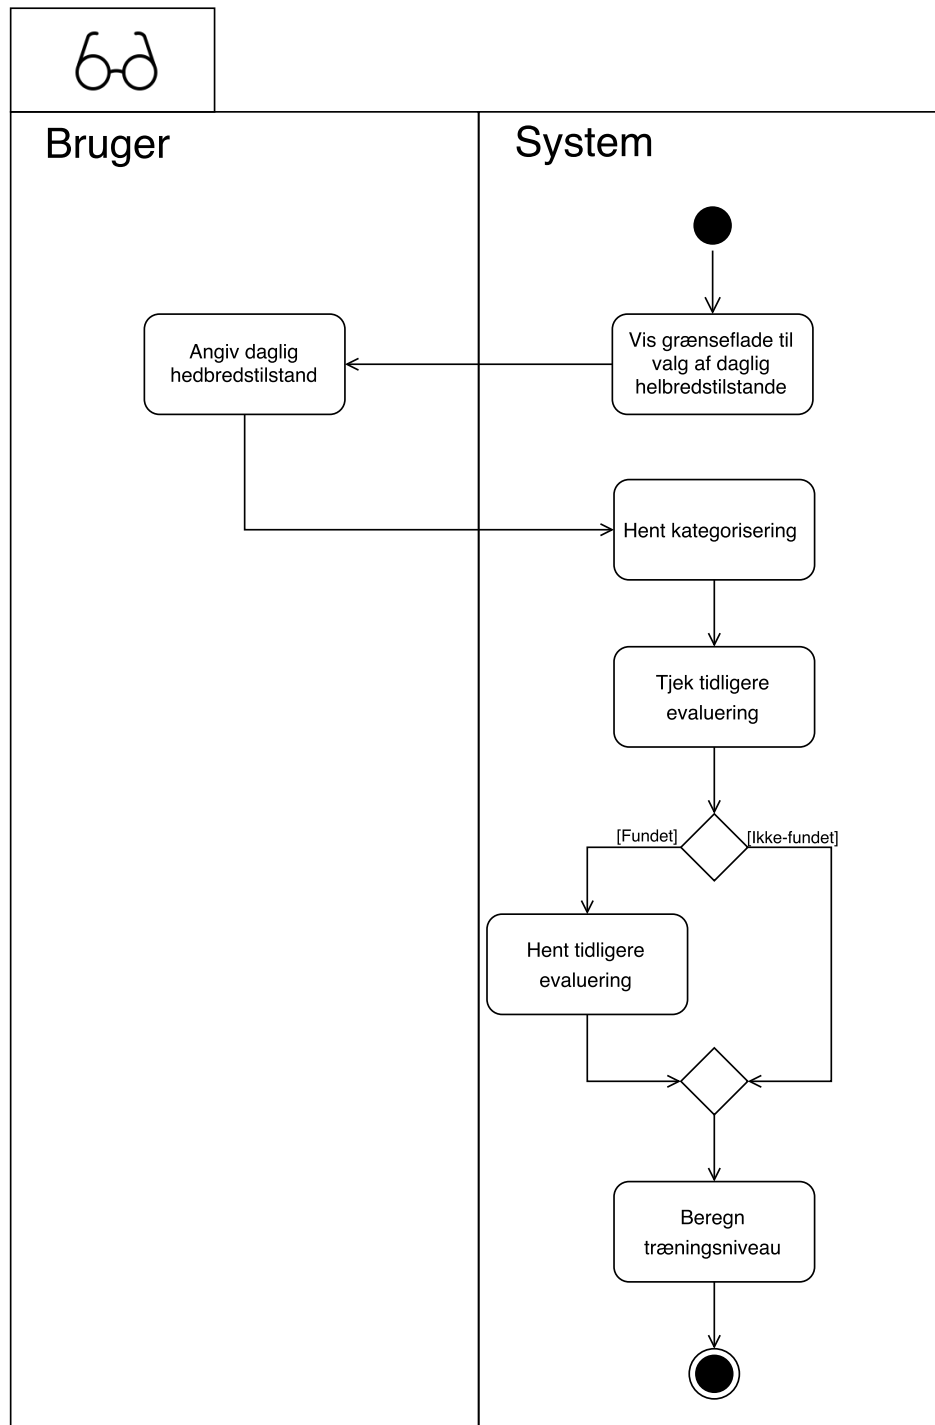 Bruger
System
Vis grænseflade til
valg af daglig
helbredstilstande
Angiv daglig
hedbredstilstand
Hent kategorisering
Tjek tidligere
evaluering
[Fundet]
[Ikke-fundet]
Hent tidligere
evaluering
Beregn
træningsniveau